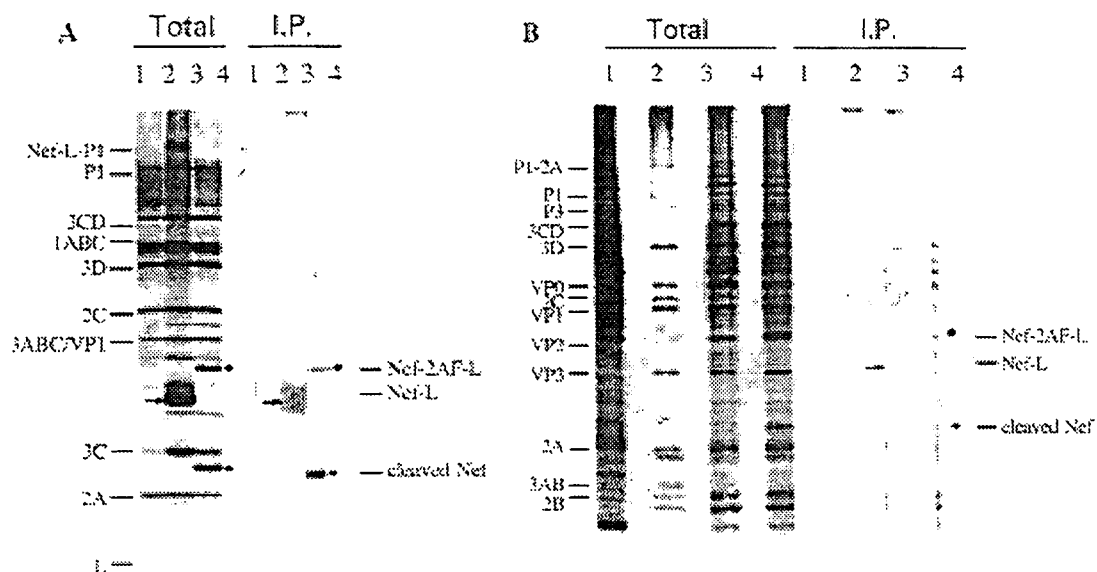 A Total I.P.
1 2 3 4 1 2 3 4
Nef-L-P1
P1
3CD
1ABC
3D
2C
3ABC/VP1
3C
2A
L
Nef-2AF-L
Nef-L
cleaved Nef
B Total I.P.
1 2 3 4 1 2 3 4
P1-2A
P1
P3
3CD
3D
VP0
2C
VP1
VP2
VP3
2A
3AB
2B
Nef-2AF-L
Nef-L
cleaved Nef